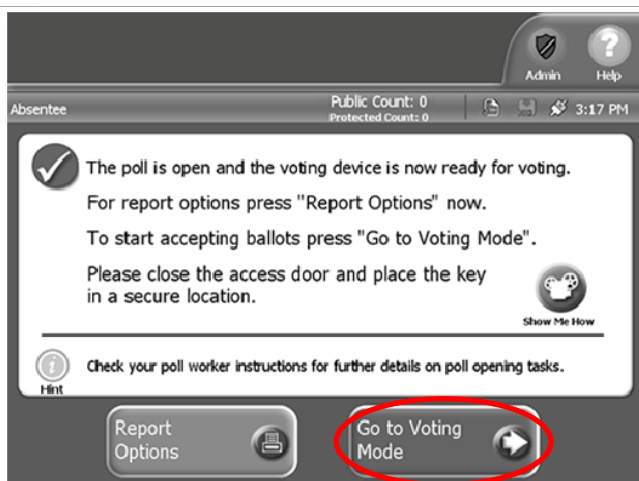 Admin
Help
Absentee
Public Count: 0
Protected Count: 0
3:17 PM
The poll is open and the voting device is now ready for voting.
For report options press "Report Options" now.
To start accepting ballots press "Go to Voting Mode".
Please close the access door and place the key
in a secure location.
Show Me How
Check your poll worker instructions for further details on poll opening tasks.
Hint
Report
Options
Go to Voting
Mode